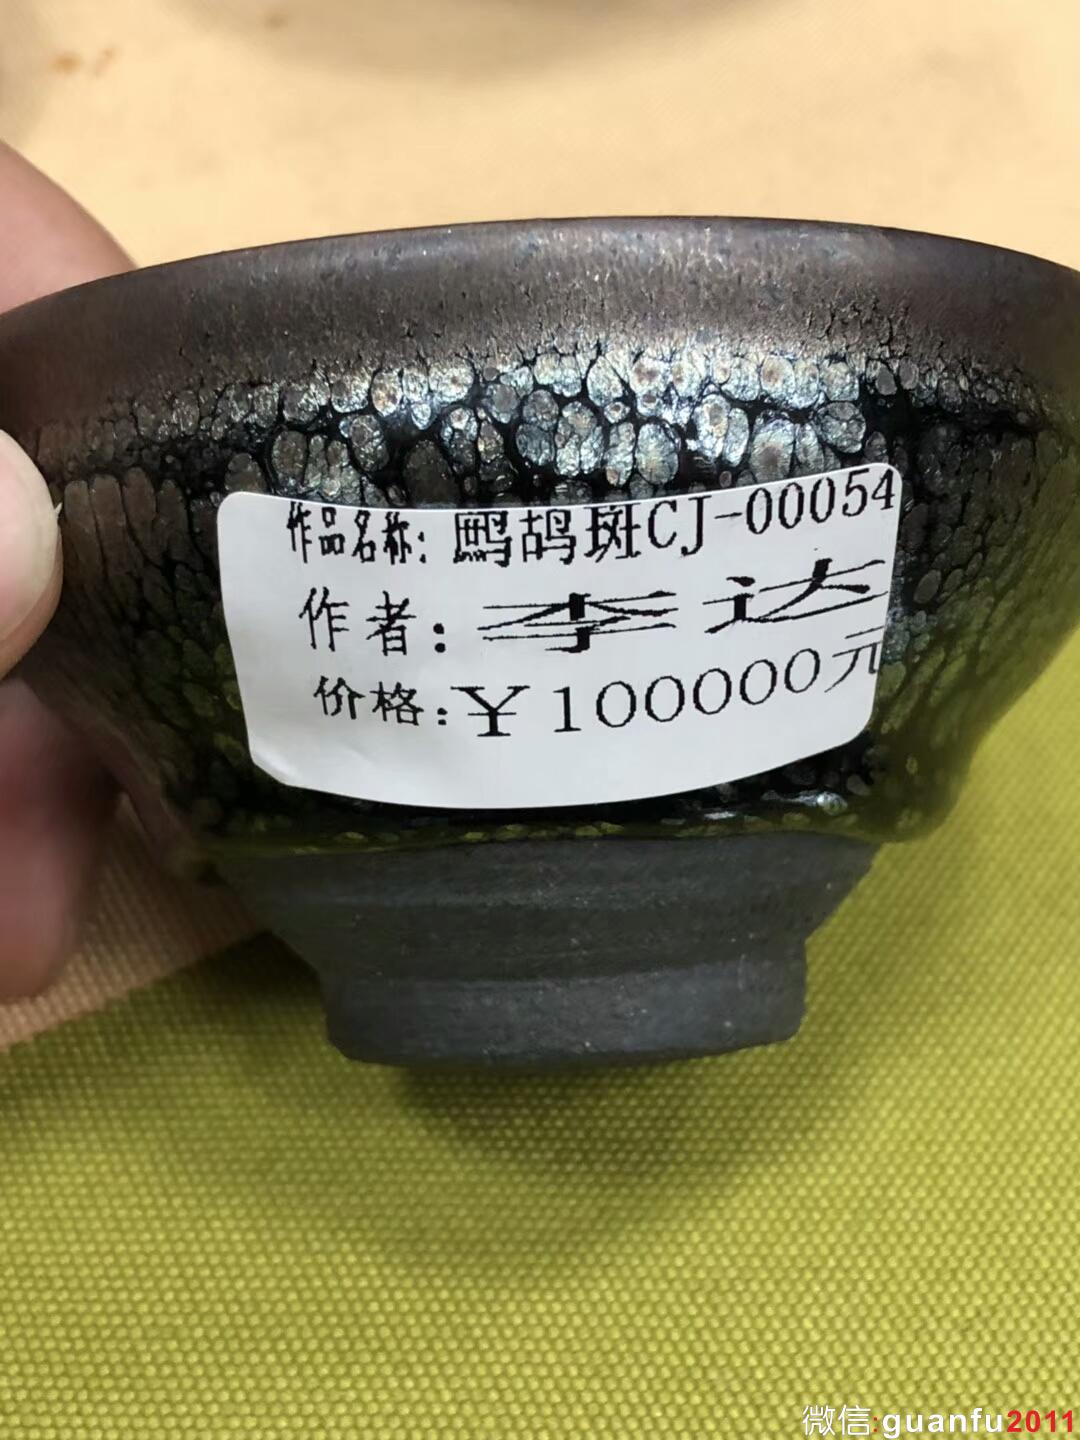 作品名称：鹧鸪斑CJ-00054
作者：李达
价格：￥100000元
微信:guanfu2011